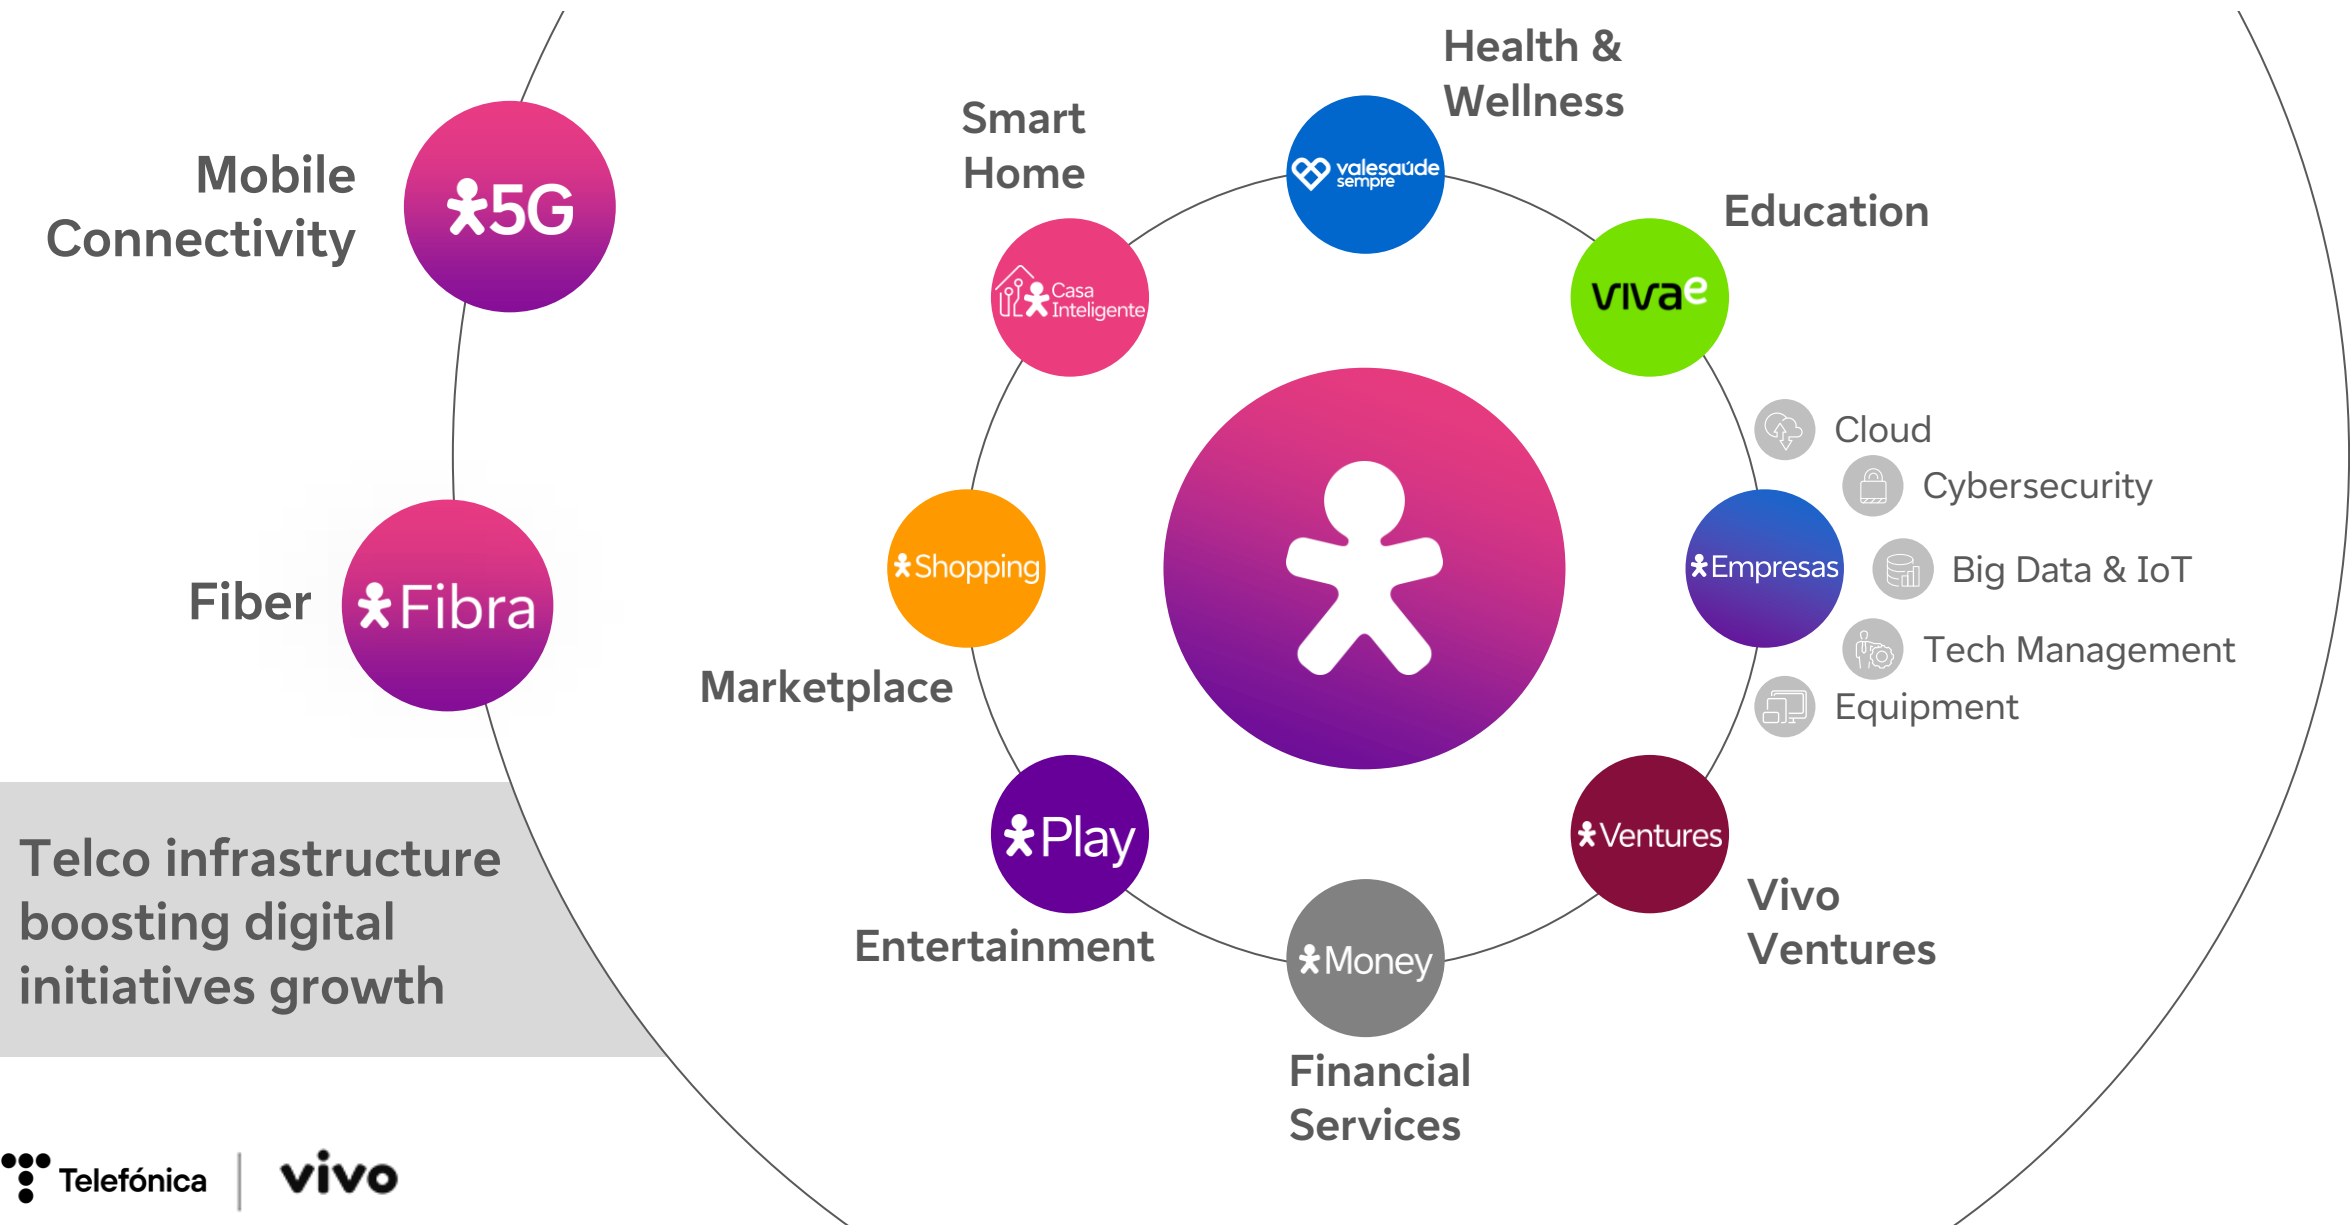 Mobile
Connectivity
5G
Fiber
Fibra
Telco infrastructure
boosting digital
initiatives growth
Telefónica
vivo
Health &
Wellness
valesaúde
sempre
Smart
Home
Casa
Inteligente
Education
vivae
Shopping
Marketplace
Empresas
Cloud
Cybersecurity
Big Data & IoT
Tech Management
Equipment
Play
Entertainment
Ventures
Vivo
Ventures
Money
Financial
Services